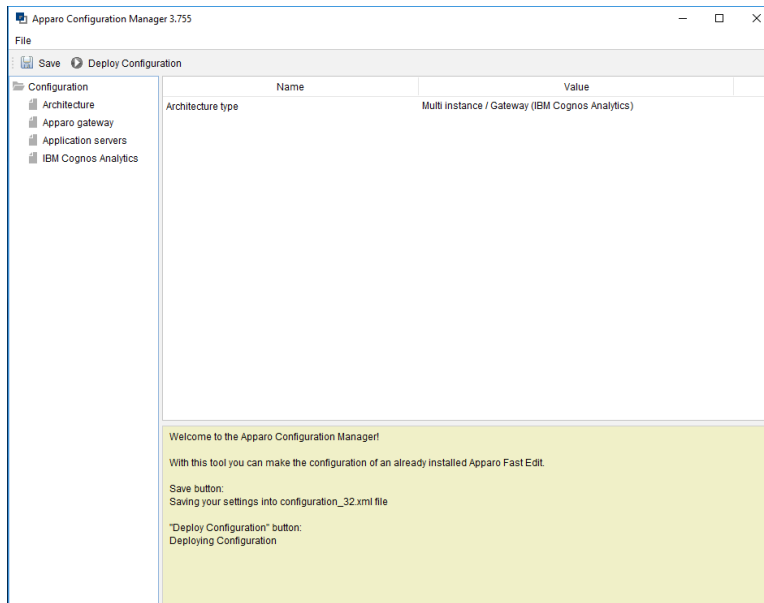 Apparo Configuration Manager 3.755
File
Save Deploy Configuration
Configuration
Architecture
Apparo gateway
Application servers
IBM Cognos Analytics
Name Value
Architecture type Multi instance / Gateway (IBM Cognos Analytics)
Welcome to the Apparo Configuration Manager!
With this tool you can make the configuration of an already installed Apparo Fast Edit.
Save button:
Saving your settings into configuration_32.xml file
"Deploy Configuration" button:
Deploying Configuration